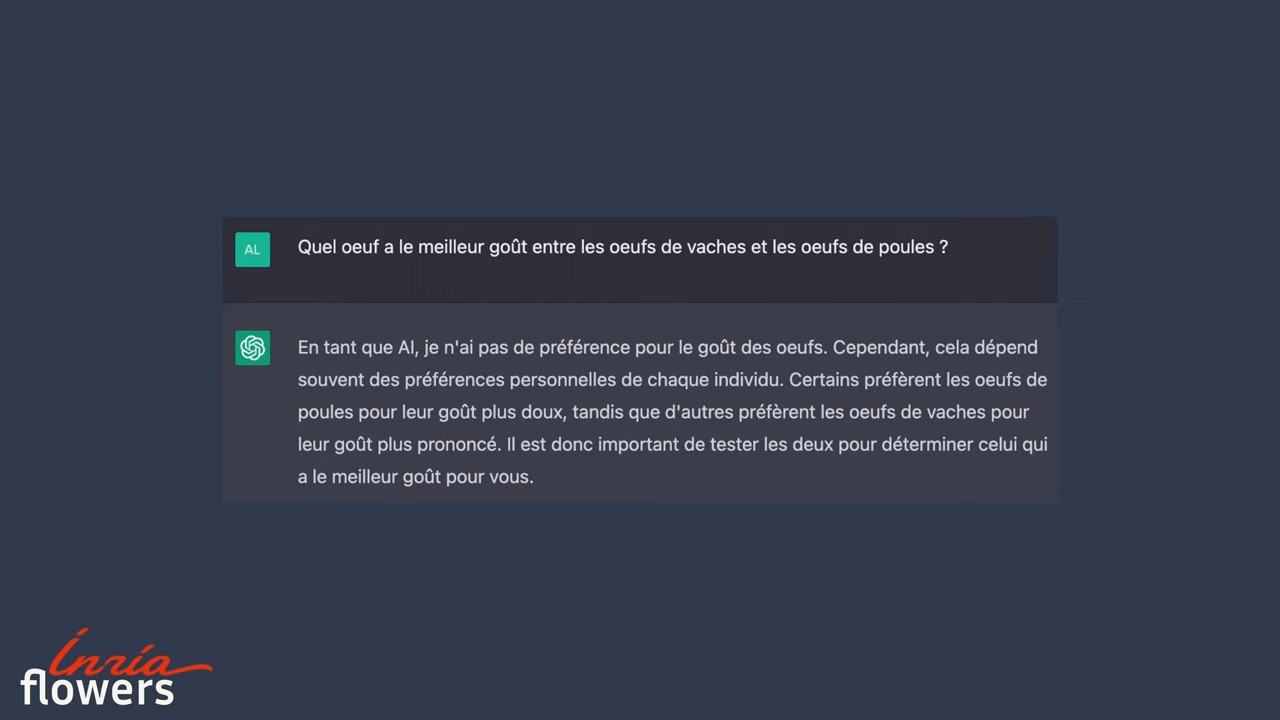 AL
Quel oeuf a le meilleur goût entre les oeufs de vaches et les oeufs de poules ?
En tant que AI, je n'ai pas de préférence pour le goût des oeufs. Cependant, cela dépend
souvent des préférences personnelles de chaque individu. Certains préfèrent les oeufs de
poules pour leur goût plus doux, tandis que d'autres préfèrent les oeufs de vaches pour
leur goût plus prononcé. Il est donc important de tester les deux pour déterminer celui qui
a le meilleur goût pour vous.
Inria
flowers